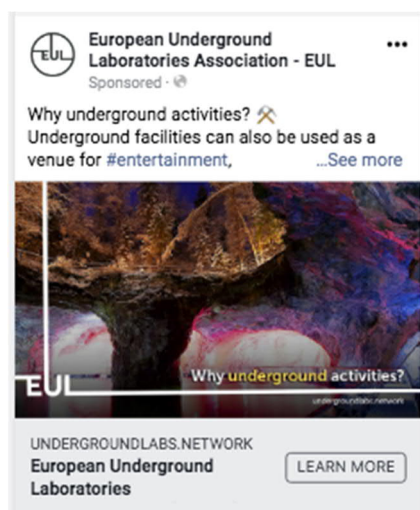 EUL
European Underground
Laboratories Association - EUL
Sponsored ·
Why underground activities? ⚒
Underground facilities can also be used as a
venue for #entertainment, ...See more
Why underground activities?
EUL
undergroundlabs.network
UNDERGROUNDLABS.NETWORK
European Underground
Laboratories
LEARN MORE